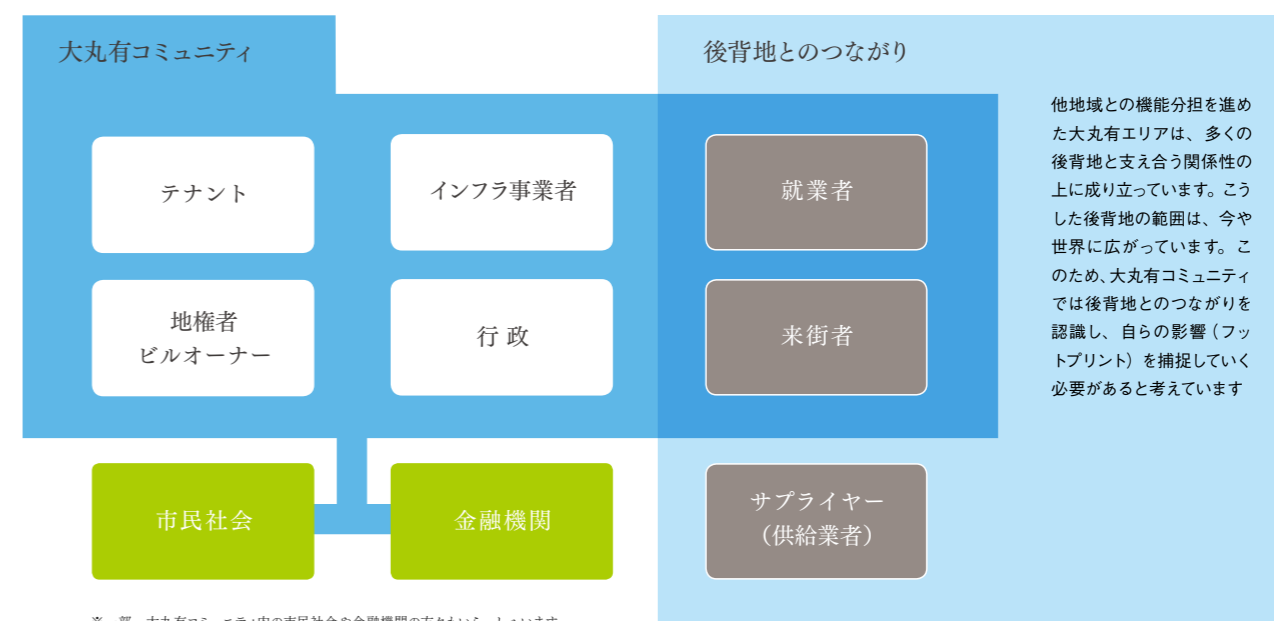 大丸有コミュニティ
後背地とのつながり
テナント
インフラ事業者
就業者
地権者
ビルオーナー
行政
来街者
市民社会
金融機関
サプライヤー
（供給業者）
他地域との機能分担を進め
た大丸有エリアは、多くの
後背地と支え合う関係性の
上に成り立っています。こう
した後背地の範囲は、今や
世界に広がっています。こ
のため、大丸有コミュニティ
では後背地とのつながりを
認識し、自らの影響（フッ
トプリント）を捕捉していく
必要があると考えています